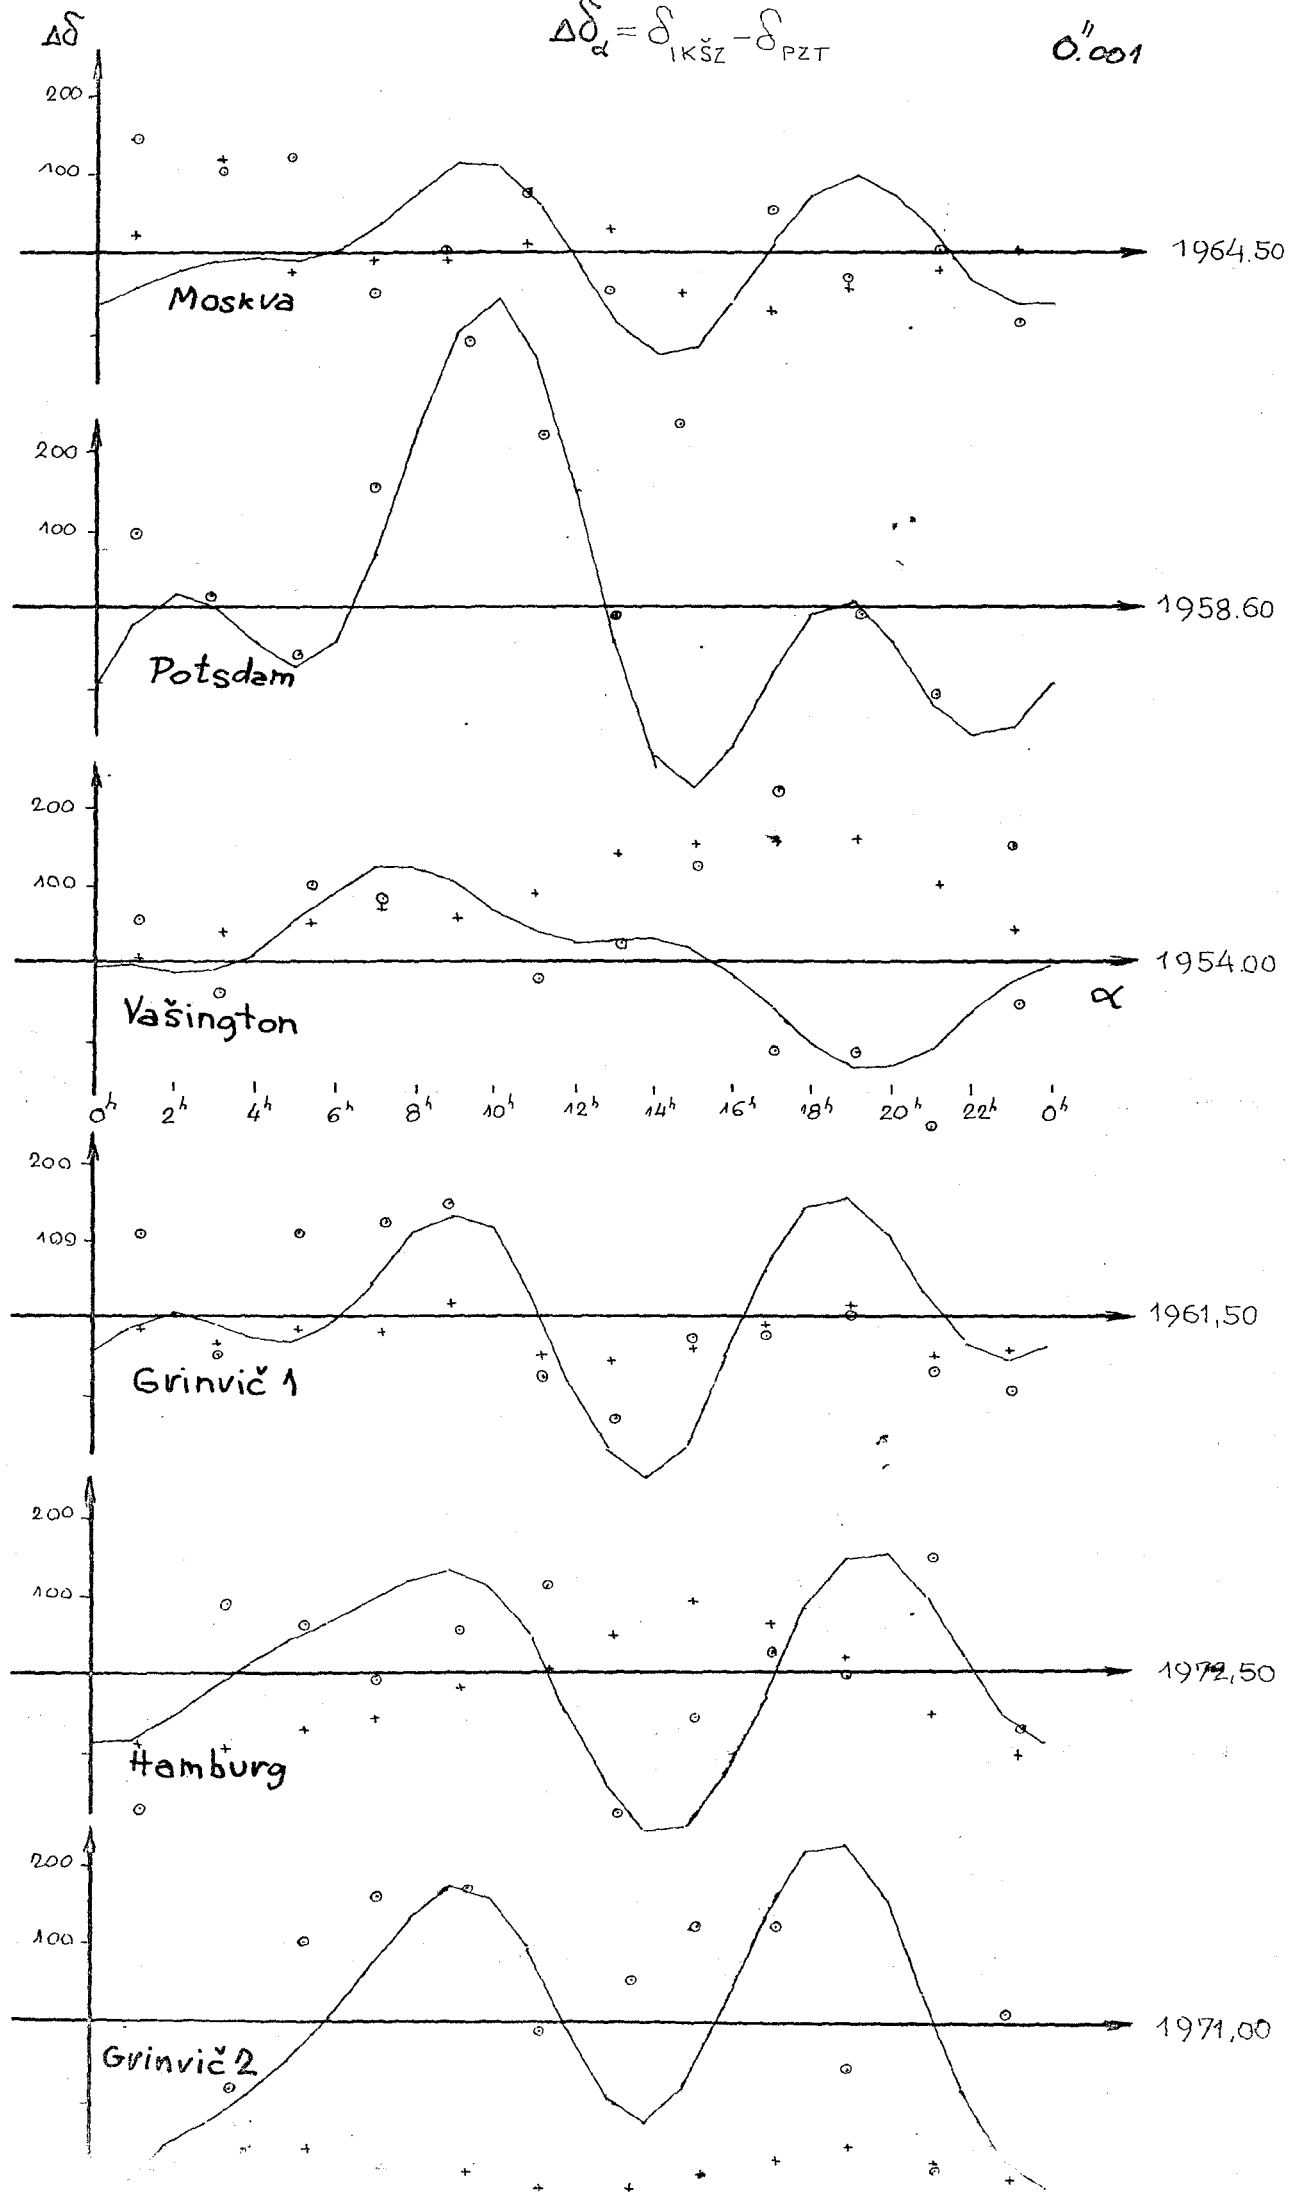 Δδ
Δδα = δIKŠZ - δPZT
0."001
200
100
1964.50
Moskva
200
100
1958.60
Potsdam
200
100
1954.00
α
Vašington
0h 2h 4h 6h 8h 10h 12h 14h 16h 18h 20h 22h 0h
200
109
1961,50
Grinvič 1
200
100
1972,50
Hamburg
200
100
1971,00
Grinvič 2